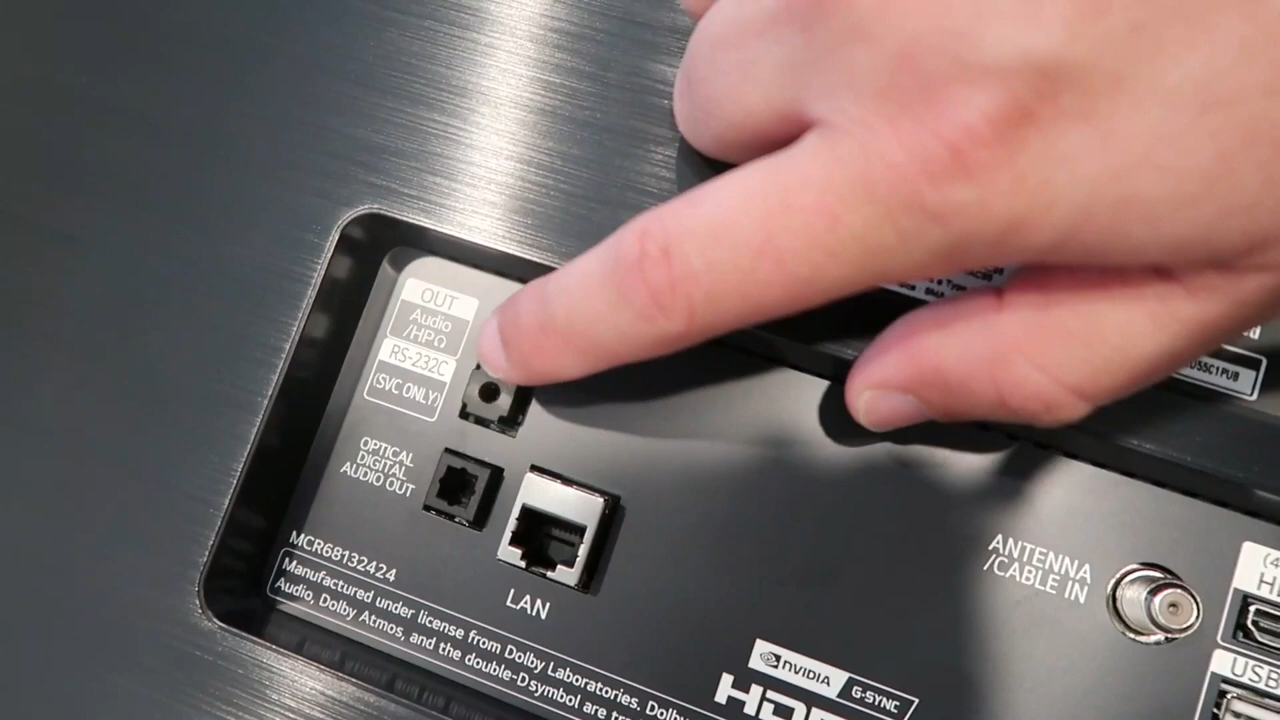 OUT
Audio
/HPΩ
RS-232C
(SVC ONLY)
OPTICAL
DIGITAL
AUDIO OUT
LAN
MCR68132424
Manufactured under license from Dolby Laboratories. Dolby
Audio, Dolby Atmos, and the double-D symbol are
NVIDIA G-SYNC
ANTENNA
/CABLE IN
USB